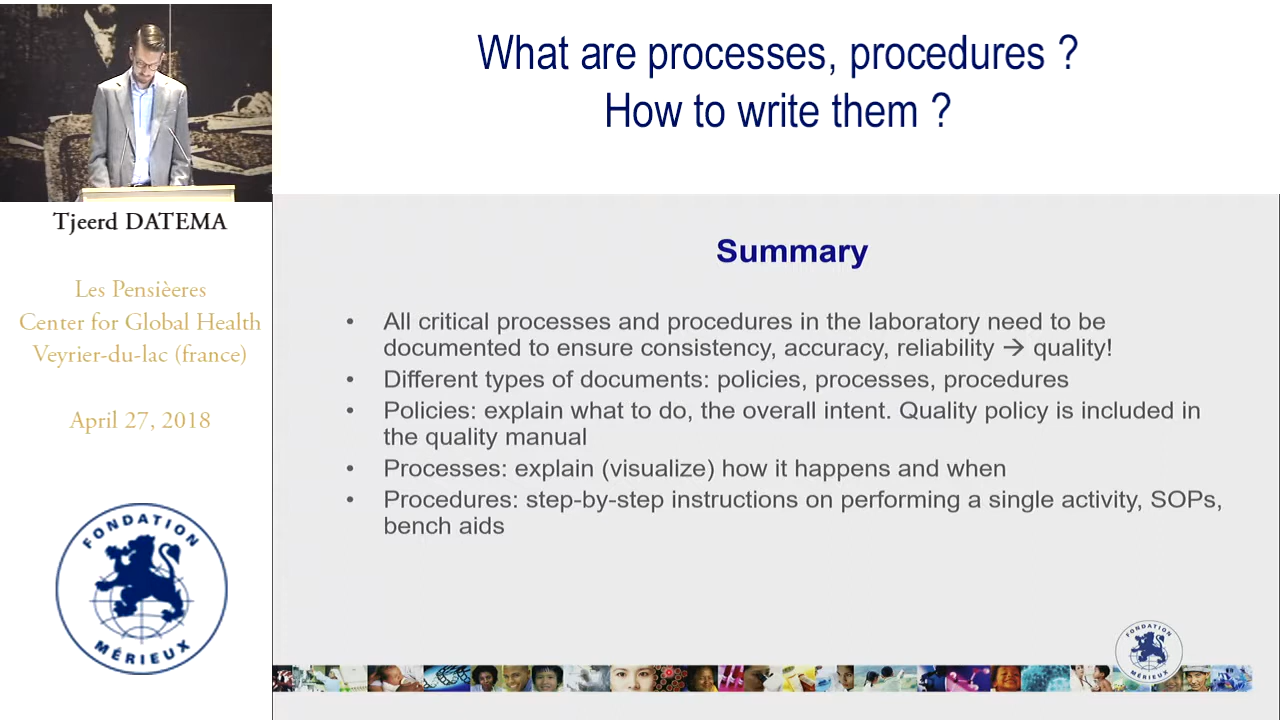 What are processes, procedures ?
How to write them ?
Tjeerd DATEMA
Les Pensièeres
Center for Global Health
Veyrier-du-lac (france)
April 27, 2018
FONDATION
MÉRIEUX
Summary
• All critical processes and procedures in the laboratory need to be
documented to ensure consistency, accuracy, reliability → quality!
• Different types of documents: policies, processes, procedures
• Policies: explain what to do, the overall intent. Quality policy is included in
the quality manual
• Processes: explain (visualize) how it happens and when
• Procedures: step-by-step instructions on performing a single activity, SOPs,
bench aids
FONDATION
MÉRIEUX